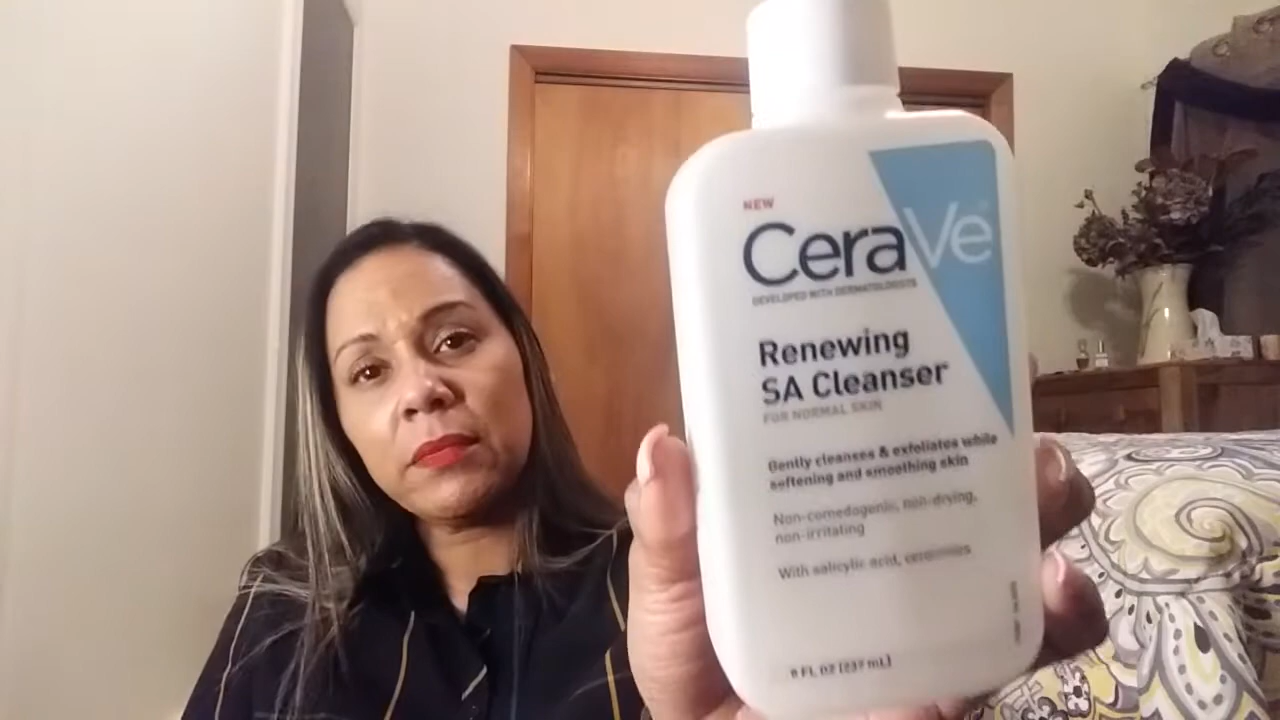 NEW
CeraVe
DEVELOPED WITH DERMATOLOGISTS
Renewing
SA Cleanser
FOR NORMAL SKIN
Gently cleanses & exfoliates while
softening and smoothing skin
Non-comedogenic, non-drying,
non-irritating
With salicylic acid, ceramides
8 FL OZ (237 mL)